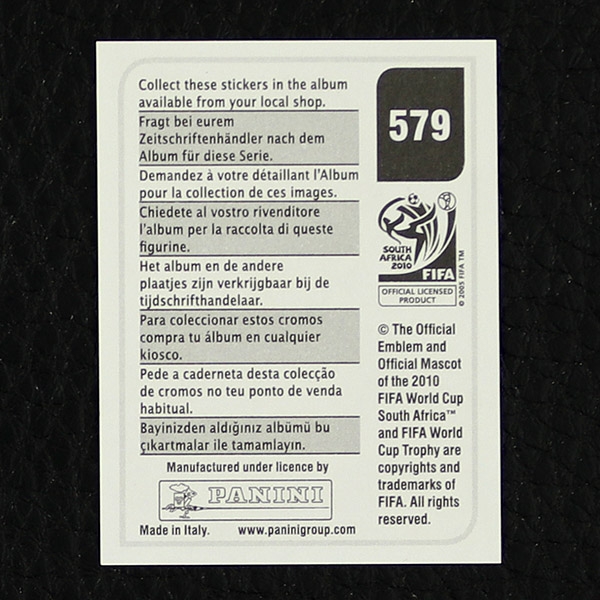 Collect these stickers in the album
available from your local shop.
Fragt bei eurem
Zeitschriftenhändler nach dem
Album für diese Serie.
Demandez à votre détaillant l'Album
pour la collection de ces images.
Chiedete al vostro rivenditore
l'album per la raccolta di queste
figurine.
Het album en de andere
plaatjes zijn verkrijgbaar bij de
tijdschrifthandelaar.
Para coleccionar estos cromos
compra tu álbum en cualquier
kiosco.
Pede a caderneta desta colecção
de cromos no teu ponto de venda
habitual.
Bayinizden aldığınız albümü bu
çıkartmalar ile tamamlayın.
Manufactured under licence by
PANINI
Made in Italy. www.paninigroup.com
579
SOUTH
AFRICA
2010
FIFA
OFFICIAL LICENSED
PRODUCT
© 2005 FIFA TM
© The Official
Emblem and
Official Mascot
of the 2010
FIFA World Cup
South Africa™
and FIFA World
Cup Trophy are
copyrights and
trademarks of
FIFA. All rights
reserved.